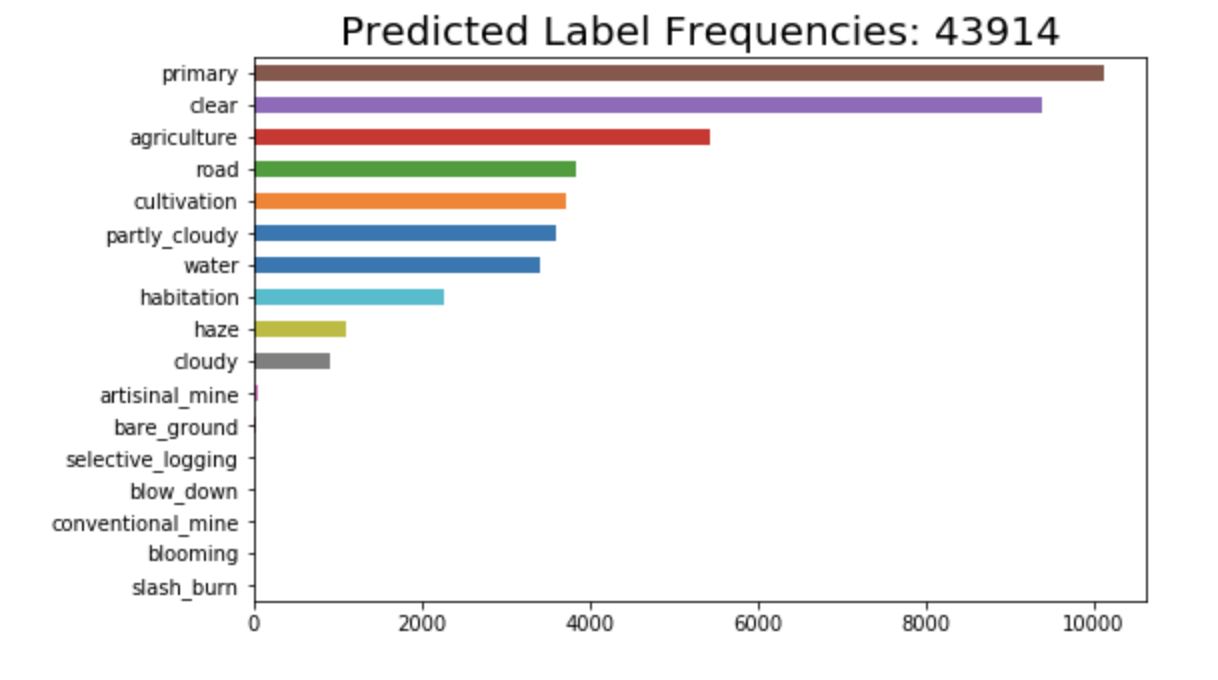 Predicted Label Frequencies: 43914
primary
clear
agriculture
road
cultivation
partly_cloudy
water
habitation
haze
cloudy
artisinal_mine
bare_ground
selective_logging
blow_down
conventional_mine
blooming
slash_burn
0 2000 4000 6000 8000 10000